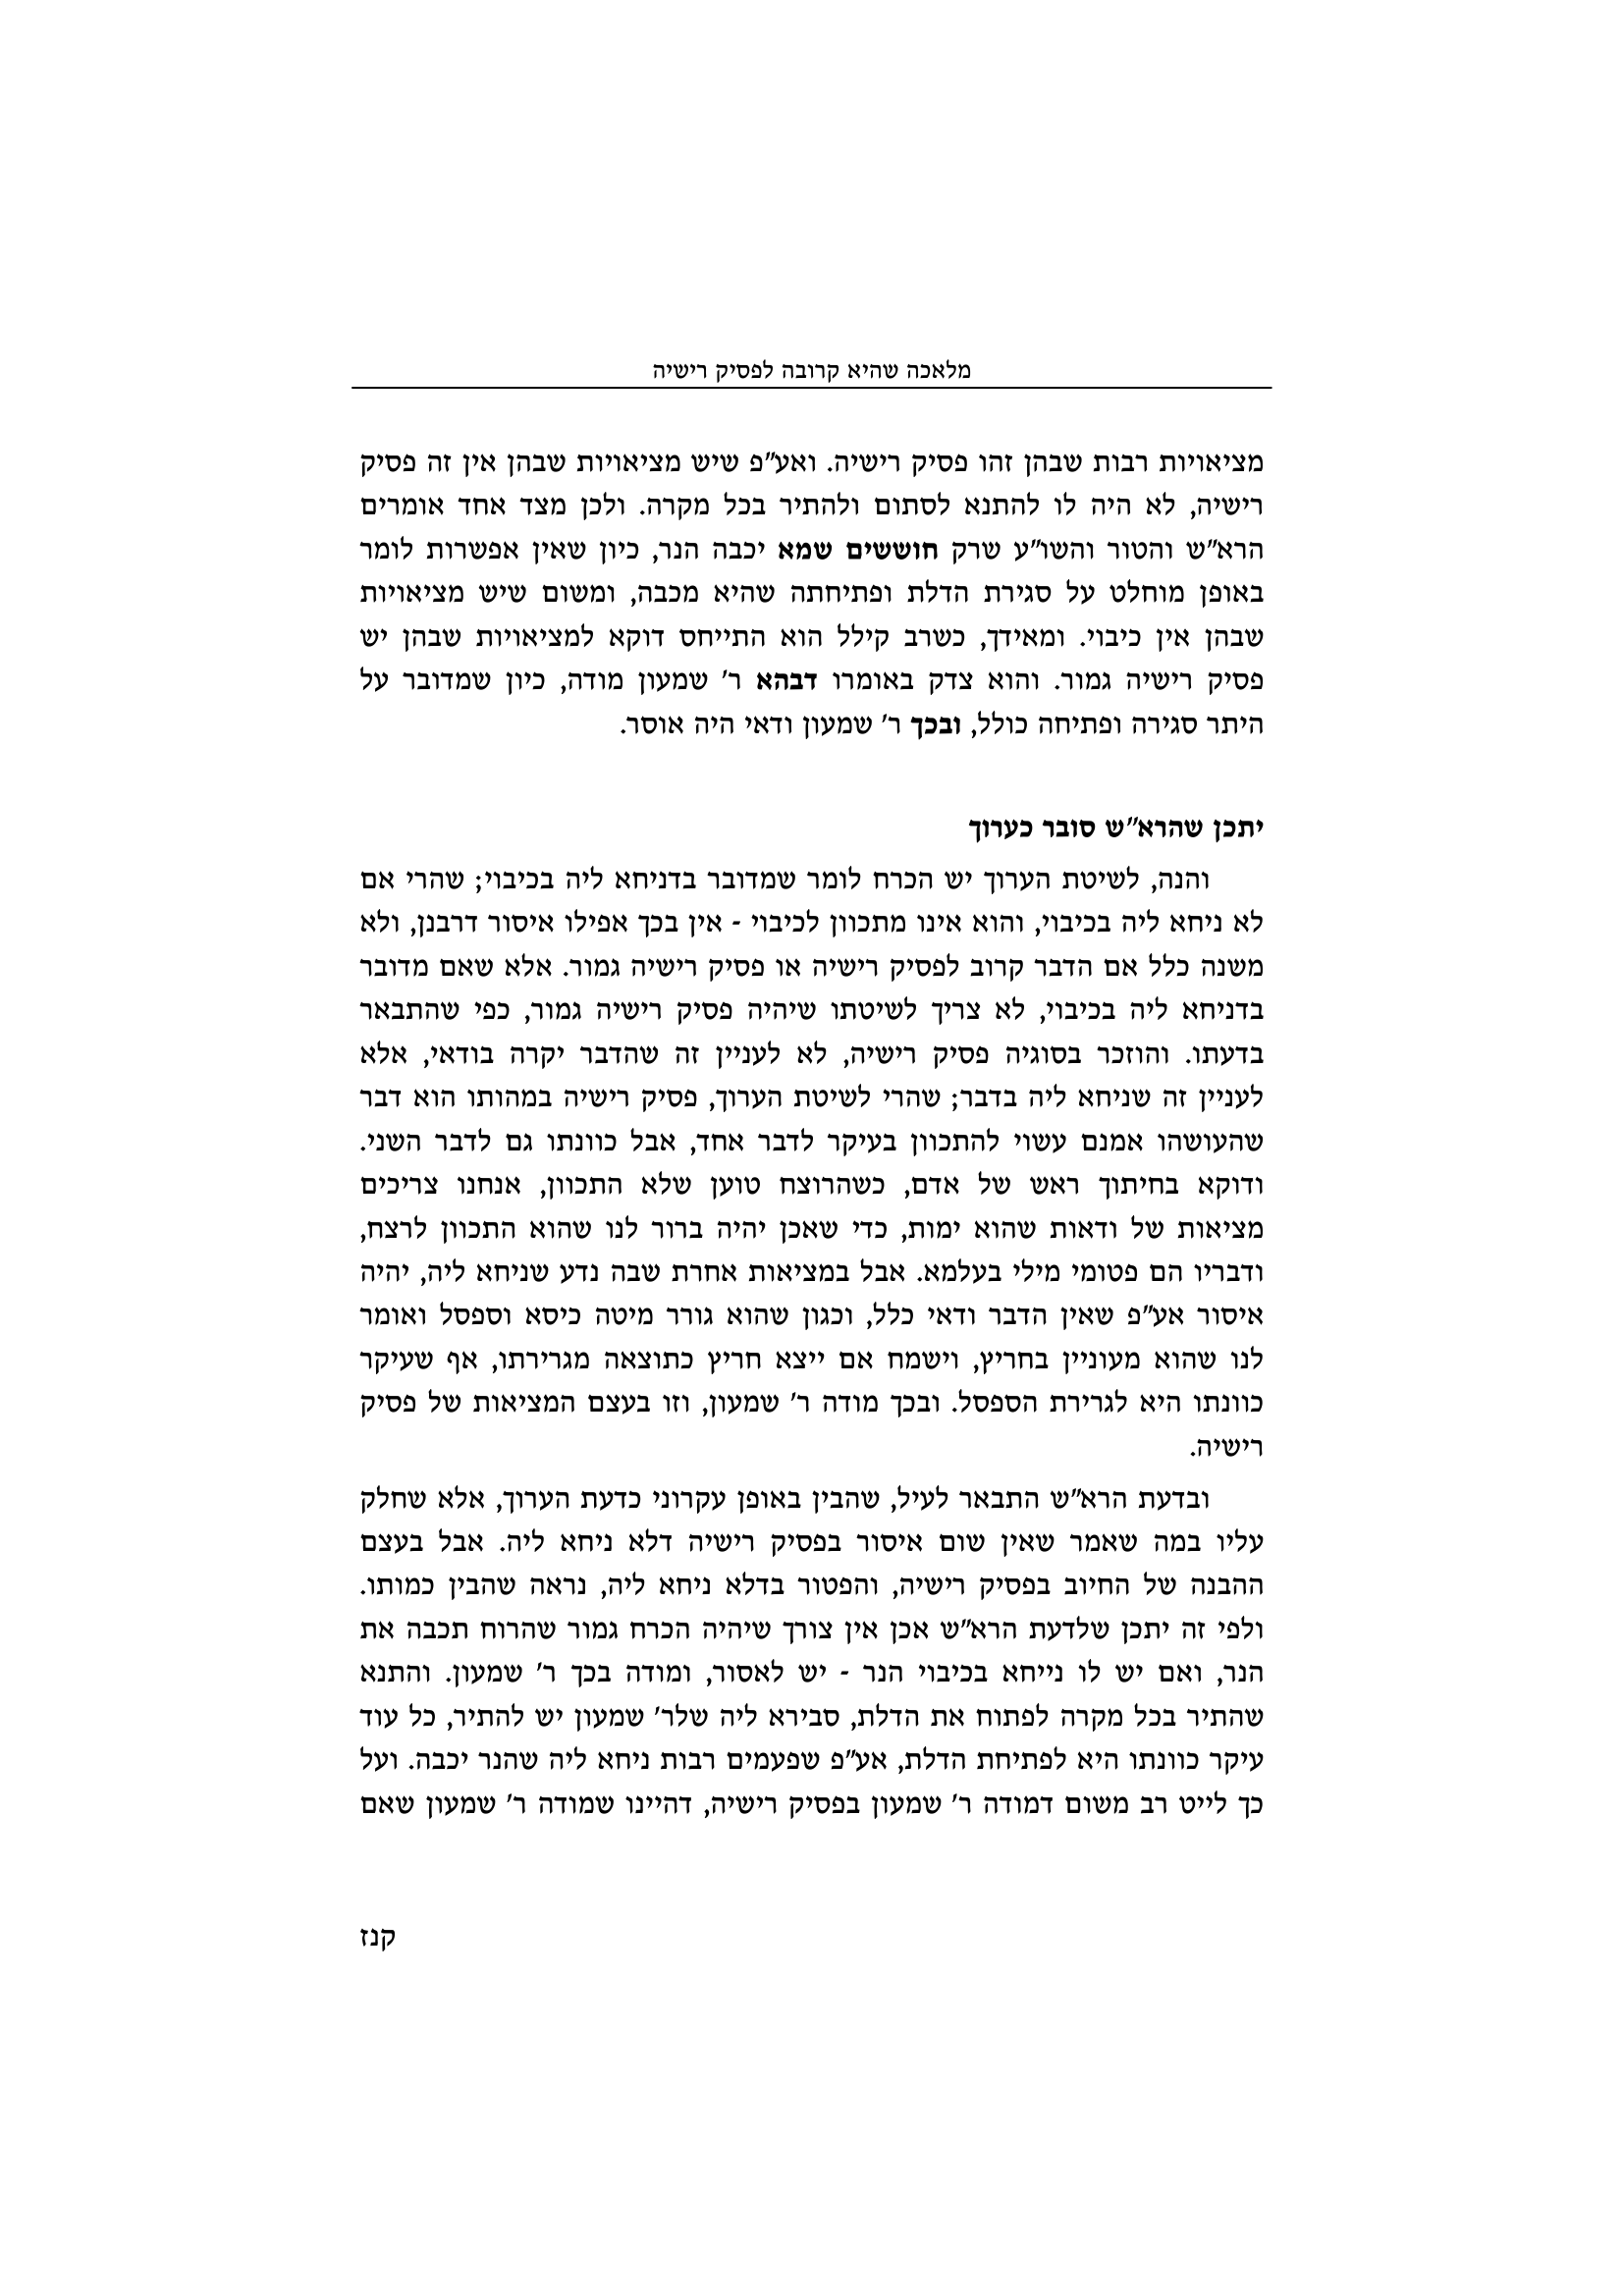 מלאכה שהיא קרובה לפסיק רישיה
מציאויות רבות שבהן זהו פסיק רישיה. ואע״פ שיש מציאויות שבהן אין זה פסיק
רישיה, לא היה לו להתנא לסתום ולהתיר בכל מקרה. ולכן מצד אחד אומרים
הרא״ש והטור והשו״ע שרק חוששים שמא יכבה הנר, כיון שאין אפשרות לומר
באופן מוחלט על סגירת הדלת ופתיחתה שהיא מכבה, ומשום שיש מציאויות
שבהן אין כיבוי. ומאידך, כשרב קילל הוא התייחס דוקא למציאויות שבהן יש
פסיק רישיה גמור. והוא צדק באומרו דבהא ר׳ שמעון מודה, כיון שמדובר על
היתר סגירה ופתיחה כולל, ובכך ר׳ שמעון ודאי היה אוסר.
יתכן שהרא״ש סובר כערוך
והנה, לשיטת הערוך יש הכרח לומר שמדובר בדניחא ליה בכיבוי; שהרי אם
לא ניחא ליה בכיבוי, והוא אינו מתכוון לכיבוי - אין בכך אפילו איסור דרבנן, ולא
משנה כלל אם הדבר קרוב לפסיק רישיה או פסיק רישיה גמור. אלא שאם מדובר
בדניחא ליה בכיבוי, לא צריך לשיטתו שיהיה פסיק רישיה גמור, כפי שהתבאר
בדעתו. והוזכר בסוגיה פסיק רישיה, לא לעניין זה שהדבר יקרה בודאי, אלא
לעניין זה שניחא ליה בדבר; שהרי לשיטת הערוך, פסיק רישיה במהותו הוא דבר
שהעושהו אמנם עשוי להתכוון בעיקר לדבר אחד, אבל כוונתו גם לדבר השני.
ודוקא בחיתוך ראש של אדם, כשהרוצח טוען שלא התכוון, אנחנו צריכים
מציאות של ודאות שהוא ימות, כדי שאכן יהיה ברור לנו שהוא התכוון לרצח,
ודבריו הם פטומי מילי בעלמא. אבל במציאות אחרת שבה נדע שניחא ליה, יהיה
איסור אע״פ שאין הדבר ודאי כלל, וכגון שהוא גורר מיטה כיסא וספסל ואומר
לנו שהוא מעוניין בחריץ, וישמח אם ייצא חריץ כתוצאה מגרירתו, אף שעיקר
כוונתו היא לגרירת הספסל. ובכך מודה ר׳ שמעון, וזו בעצם המציאות של פסיק
רישיה.
ובדעת הרא״ש התבאר לעיל, שהבין באופן עקרוני כדעת הערוך, אלא שחלק
עליו במה שאמר שאין שום איסור בפסיק רישיה דלא ניחא ליה. אבל בעצם
ההבנה של החיוב בפסיק רישיה, והפטור בדלא ניחא ליה, נראה שהבין כמותו.
ולפי זה יתכן שלדעת הרא״ש אכן אין צורך שיהיה הכרח גמור שהרוח תכבה את
הנר, ואם יש לו נייחא בכיבוי הנר - יש לאסור, ומודה בכך ר׳ שמעון. והתנא
שהתיר בכל מקרה לפתוח את הדלת, סבירא ליה שלר׳ שמעון יש להתיר, כל עוד
עיקר כוונתו היא לפתיחת הדלת, אע״פ שפעמים רבות ניחא ליה שהנר יכבה. ועל
כך לייט רב משום דמודה ר׳ שמעון בפסיק רישיה, דהיינו שמודה ר׳ שמעון שאם
קנז